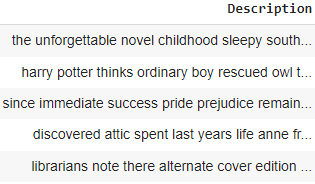 Description
the unforgettable novel childhood sleepy south...
harry potter thinks ordinary boy rescued owl t...
since immediate success pride prejudice remain...
discovered attic spent last years life anne fr...
librarians note there alternate cover edition ...